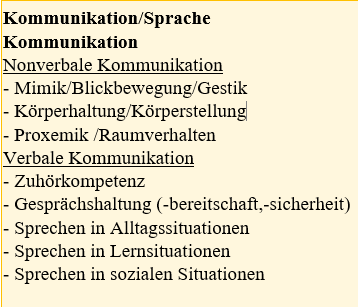 Kommunikation/Sprache
Kommunikation
Nonverbale Kommunikation
- Mimik/Blickbewegung/Gestik
- Körperhaltung/Körperstellung
- Proxemik /Raumverhalten
Verbale Kommunikation
- Zuhörkompetenz
- Gesprächshaltung (-bereitschaft,-sicherheit)
- Sprechen in Alltagssituationen
- Sprechen in Lernsituationen
- Sprechen in sozialen Situationen